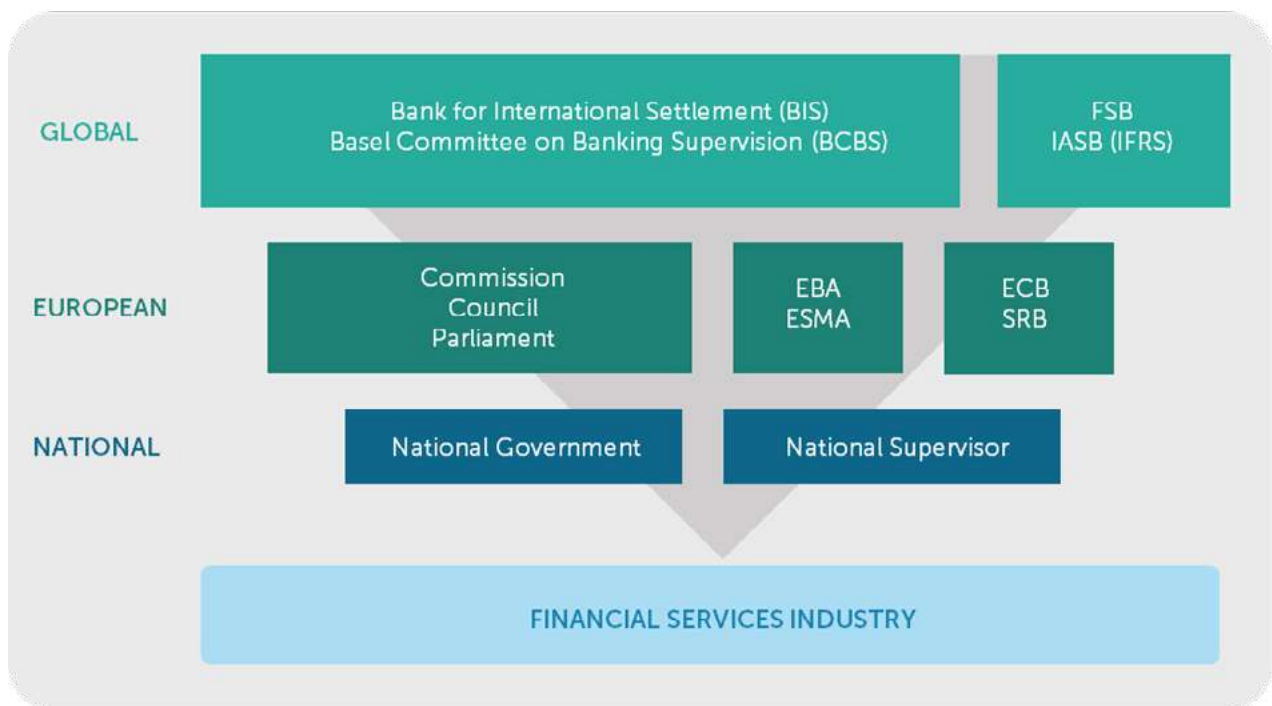 GLOBAL
Bank for International Settlement (BIS)
Basel Committee on Banking Supervision (BCBS)
FSB
IASB (IFRS)
EUROPEAN
Commission
Council
Parliament
EBA
ESMA
ECB
SRB
NATIONAL
National Government
National Supervisor
FINANCIAL SERVICES INDUSTRY